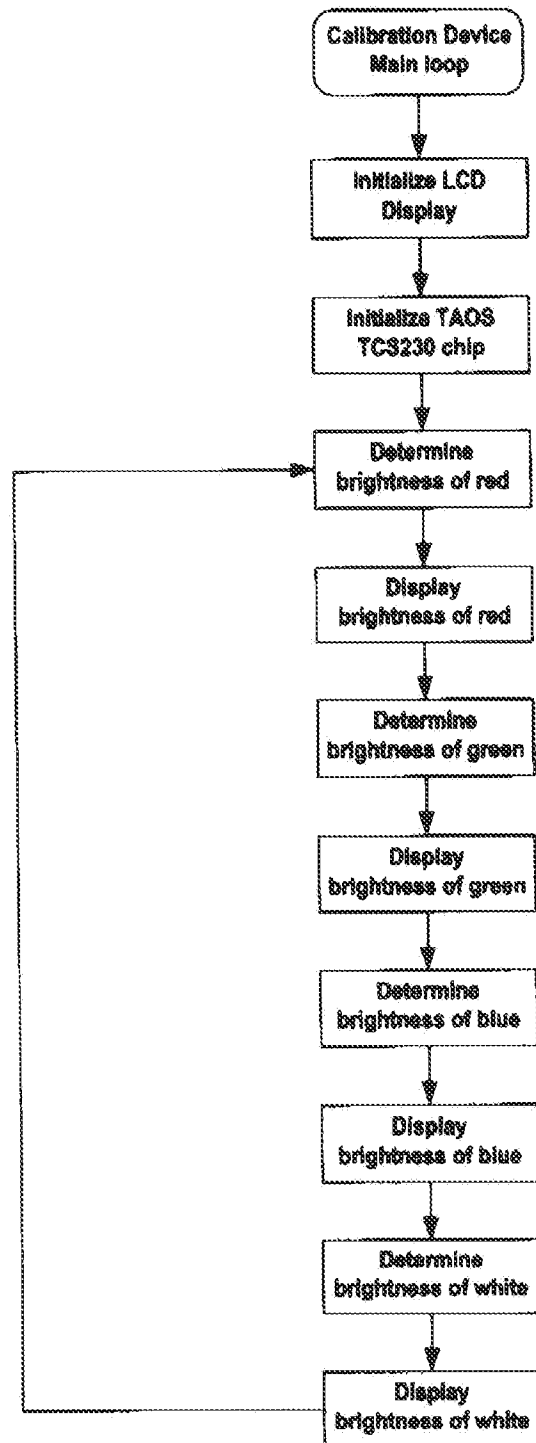 Calibration Device
Main loop
Initialize LCD
Display
Initialize TAOS
TCS230 chip
Determine
brightness of red
Display
brightness of red
Determine
brightness of green
Display
brightness of green
Determine
brightness of blue
Display
brightness of blue
Determine
brightness of white
Display
brightness of white